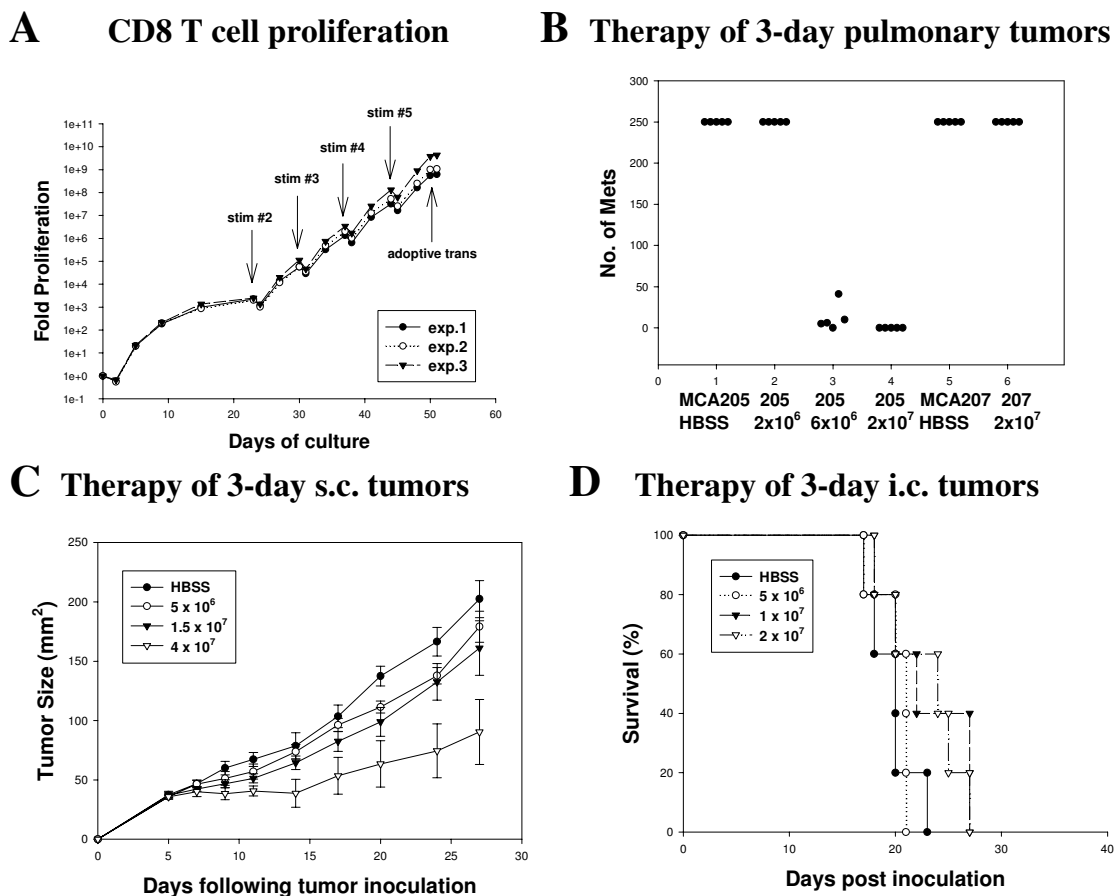 A CD8 T cell proliferation
1e+11
1e+10
1e+9
1e+8
1e+7
1e+6
1e+5
1e+4
1e+3
1e+2
1e+1
1e+0
1e-1
Fold Proliferation
stim #2
stim #3
stim #4
stim #5
adoptive trans
exp.1
exp.2
exp.3
0 10 20 30 40 50 60
Days of culture
B Therapy of 3-day pulmonary tumors
250
200
150
100
50
0
No. of Mets
0 1 2 3 4 5 6
MCA205 205 205 205 MCA207 207
HBSS 2x10⁶ 6x10⁶ 2x10⁷ HBSS 2x10⁷
C Therapy of 3-day s.c. tumors
250
200
150
100
50
0
Tumor Size (mm²)
HBSS
5 x 10⁶
1.5 x 10⁷
4 x 10⁷
0 5 10 15 20 25 30
Days following tumor inoculation
D Therapy of 3-day i.c. tumors
100
80
60
40
20
0
Survival (%)
HBSS
5 x 10⁶
1 x 10⁷
2 x 10⁷
0 10 20 30 40
Days post inoculation